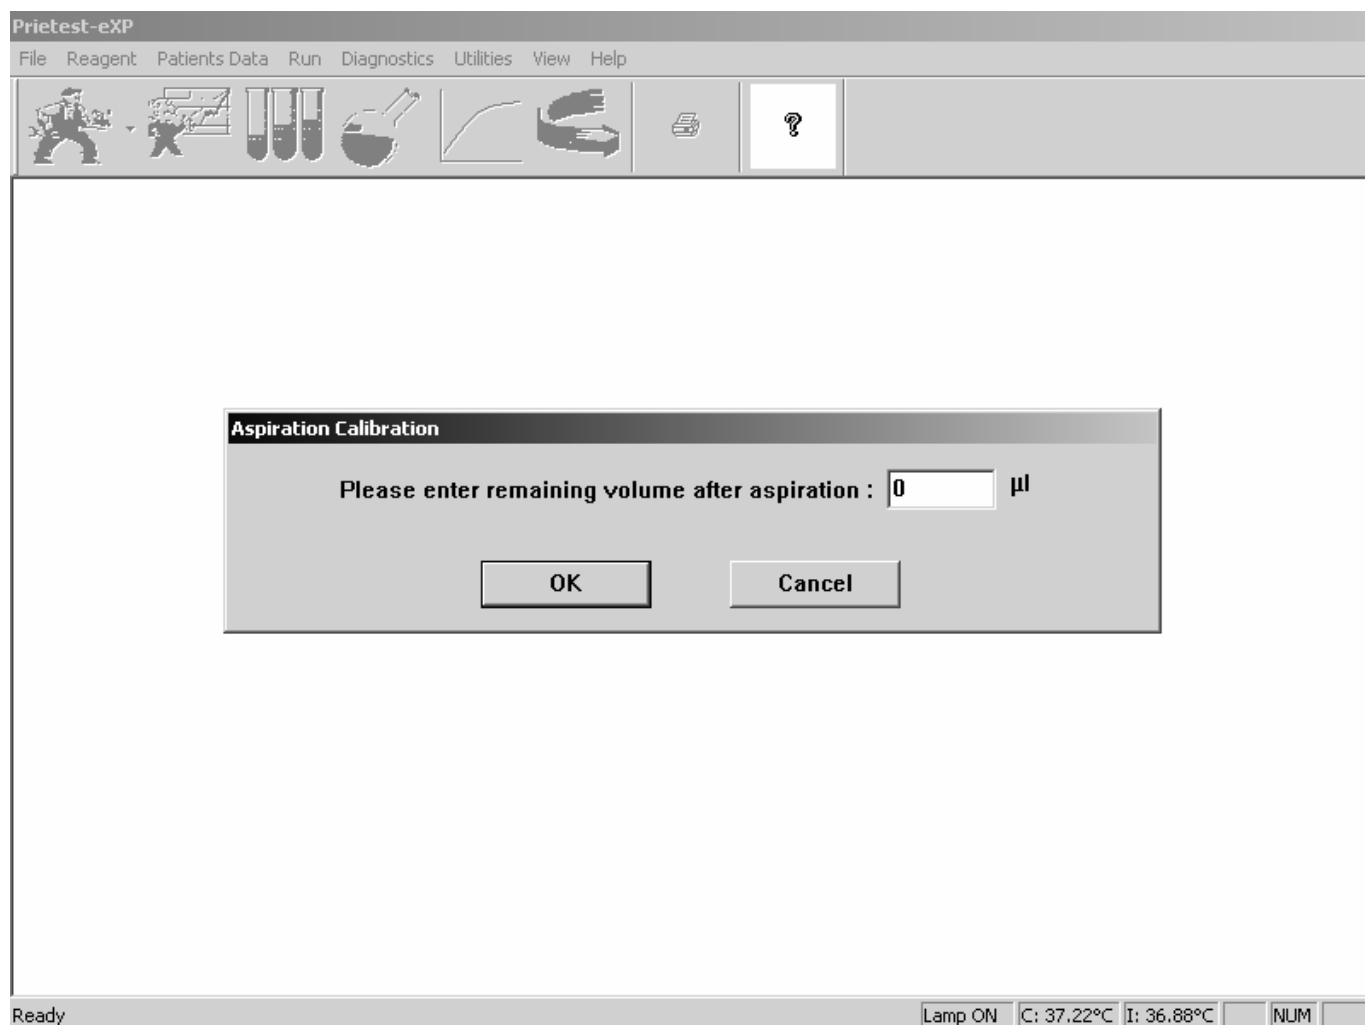 Prietest-eXP
File Reagent Patients Data Run Diagnostics Utilities View Help
?
Aspiration Calibration
Please enter remaining volume after aspiration : 0 µl
OK Cancel
Ready Lamp ON C: 37.22°C I: 36.88°C NUM